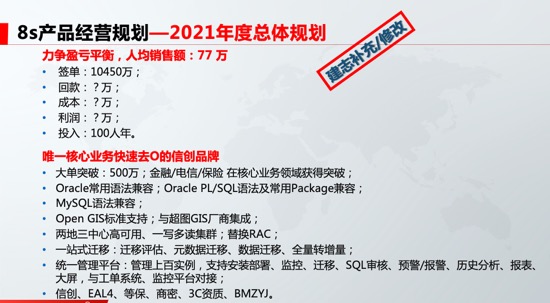 8s产品经营规划—2021年度总体规划
建志补充/修改
力争盈亏平衡，人均销售额：77 万
• 签单：10450万；
• 回款：？万；
• 成本：？万；
• 利润：？万；
• 投入：100人年。
唯一核心业务快速去O的信创品牌
• 大单突破：500万；金融/电信/保险 在核心业务领域获得突破；
• Oracle常用语法兼容；Oracle PL/SQL语法及常用Package兼容；
• MySQL语法兼容；
• Open GIS标准支持；与超图GIS厂商集成；
• 两地三中心高可用、一写多读集群；替换RAC；
• 一站式迁移：迁移评估、元数据迁移、数据迁移、全量转增量；
• 统一管理平台：管理上百实例，支持安装部署、监控、迁移、SQL审核、预警/报警、历史分析、报表、
大屏，与工单系统、监控平台对接；
• 信创、EAL4、等保、商密、3C资质、BMZYJ。